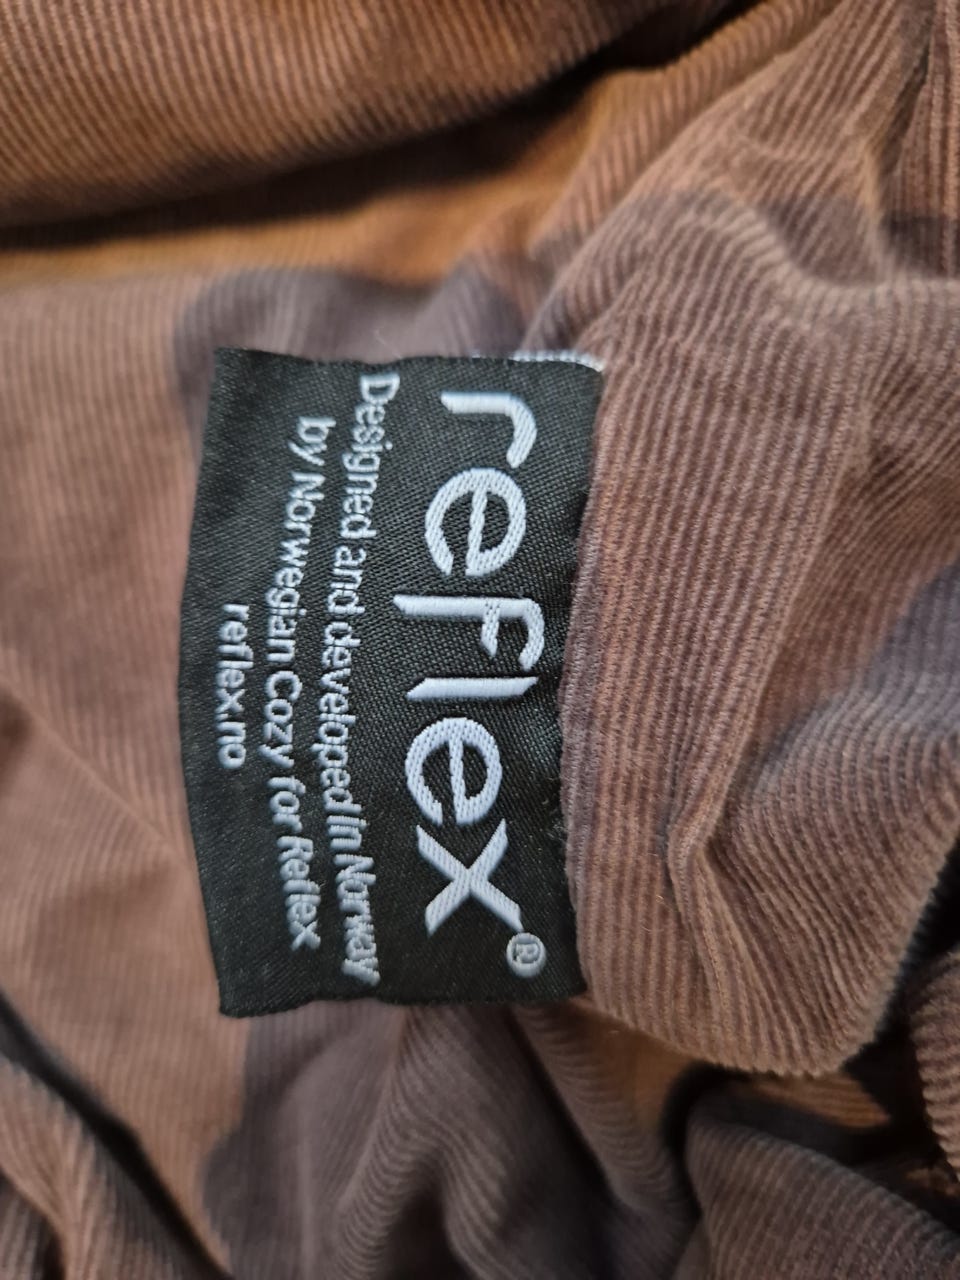 reflex®
Designed and developed in Norway
by Norwegian Cozy for Reflex
reflex.no